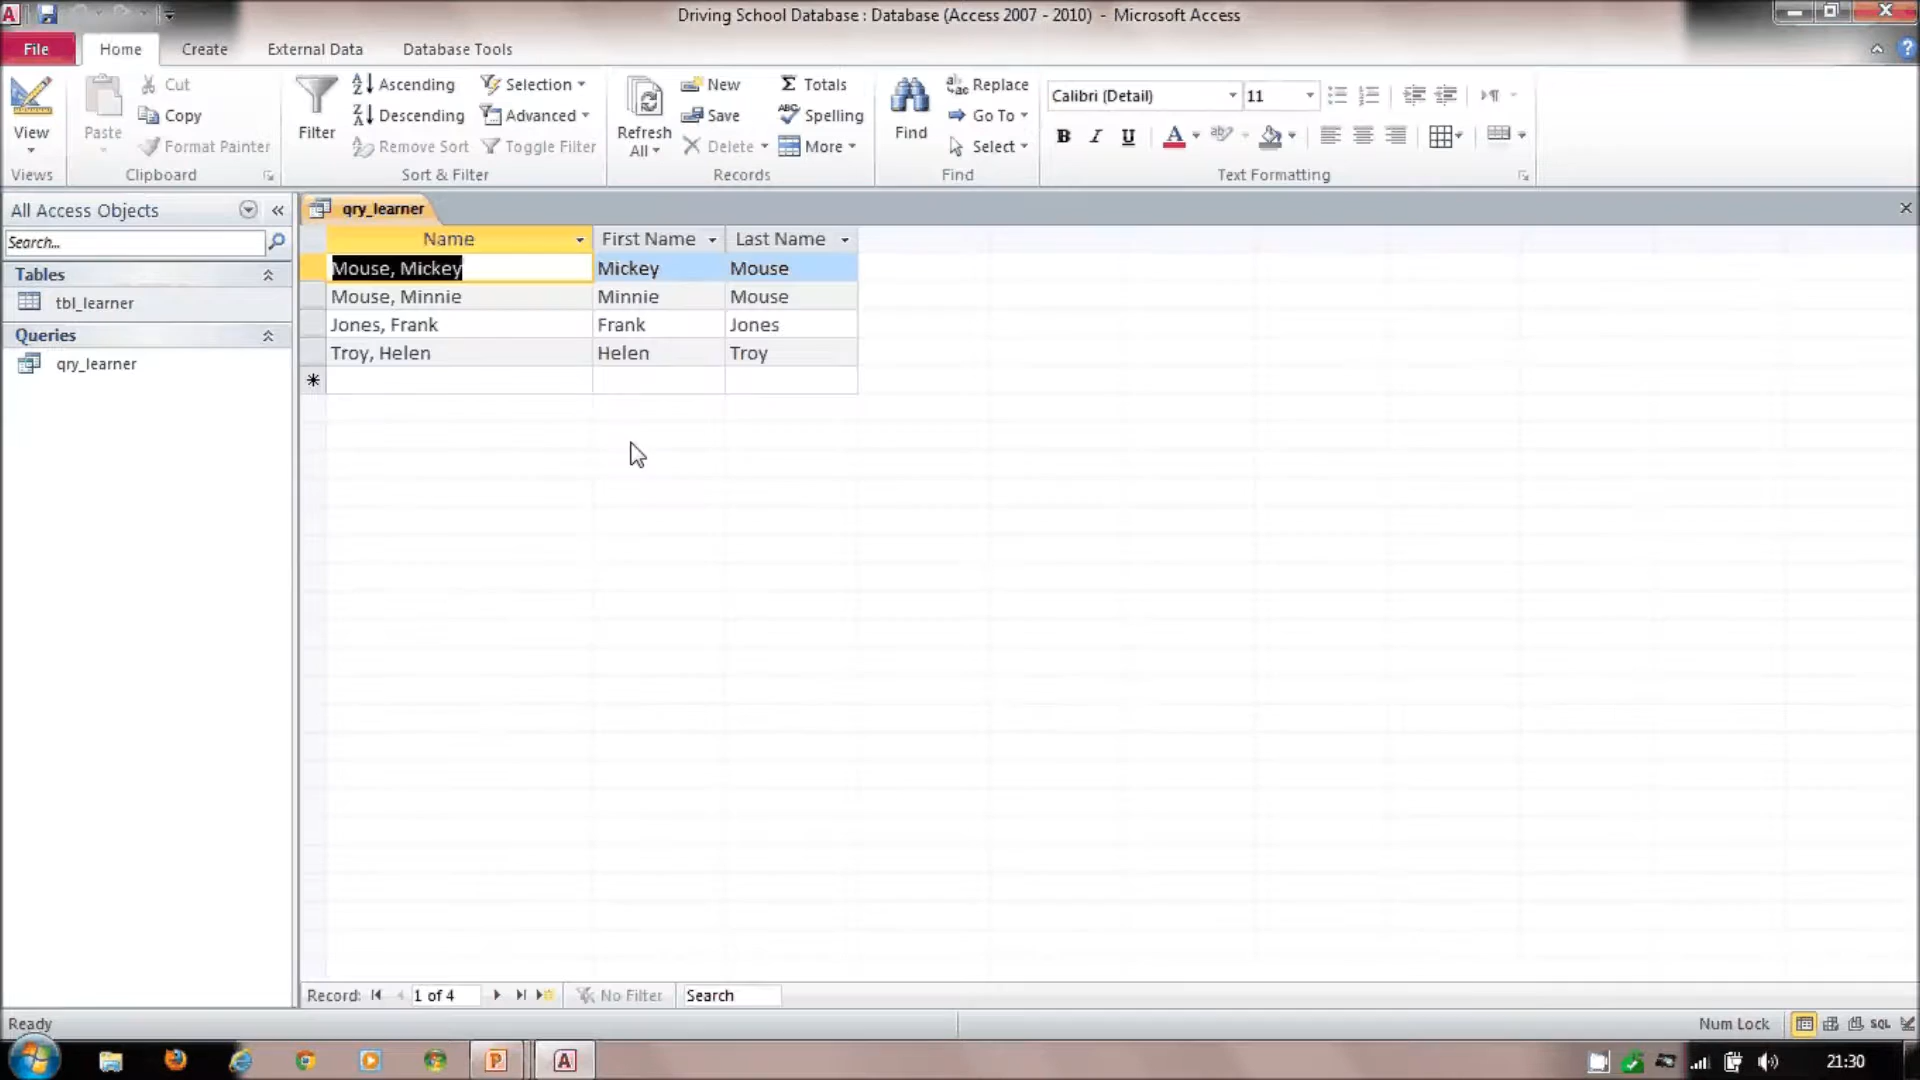 Driving School Database : Database (Access 2007 - 2010) - Microsoft Access
File Home Create External Data Database Tools
View
Views
Paste
Cut
Copy
Format Painter
Clipboard
Filter
Ascending
Descending
Remove Sort
Selection
Advanced
Toggle Filter
Sort & Filter
Refresh
All
New
Save
Delete
Totals
Spelling
More
Records
Find
Replace
Go To
Select
Find
Calibri (Detail) 11
B I U A
Text Formatting
All Access Objects
Search...
Tables
tbl_learner
Queries
qry_learner
qry_learner
Name First Name Last Name
Mouse, Mickey Mickey Mouse
Mouse, Minnie Minnie Mouse
Jones, Frank Frank Jones
Troy, Helen Helen Troy
Record: 1 of 4 No Filter Search
Ready Num Lock SQL
21:30